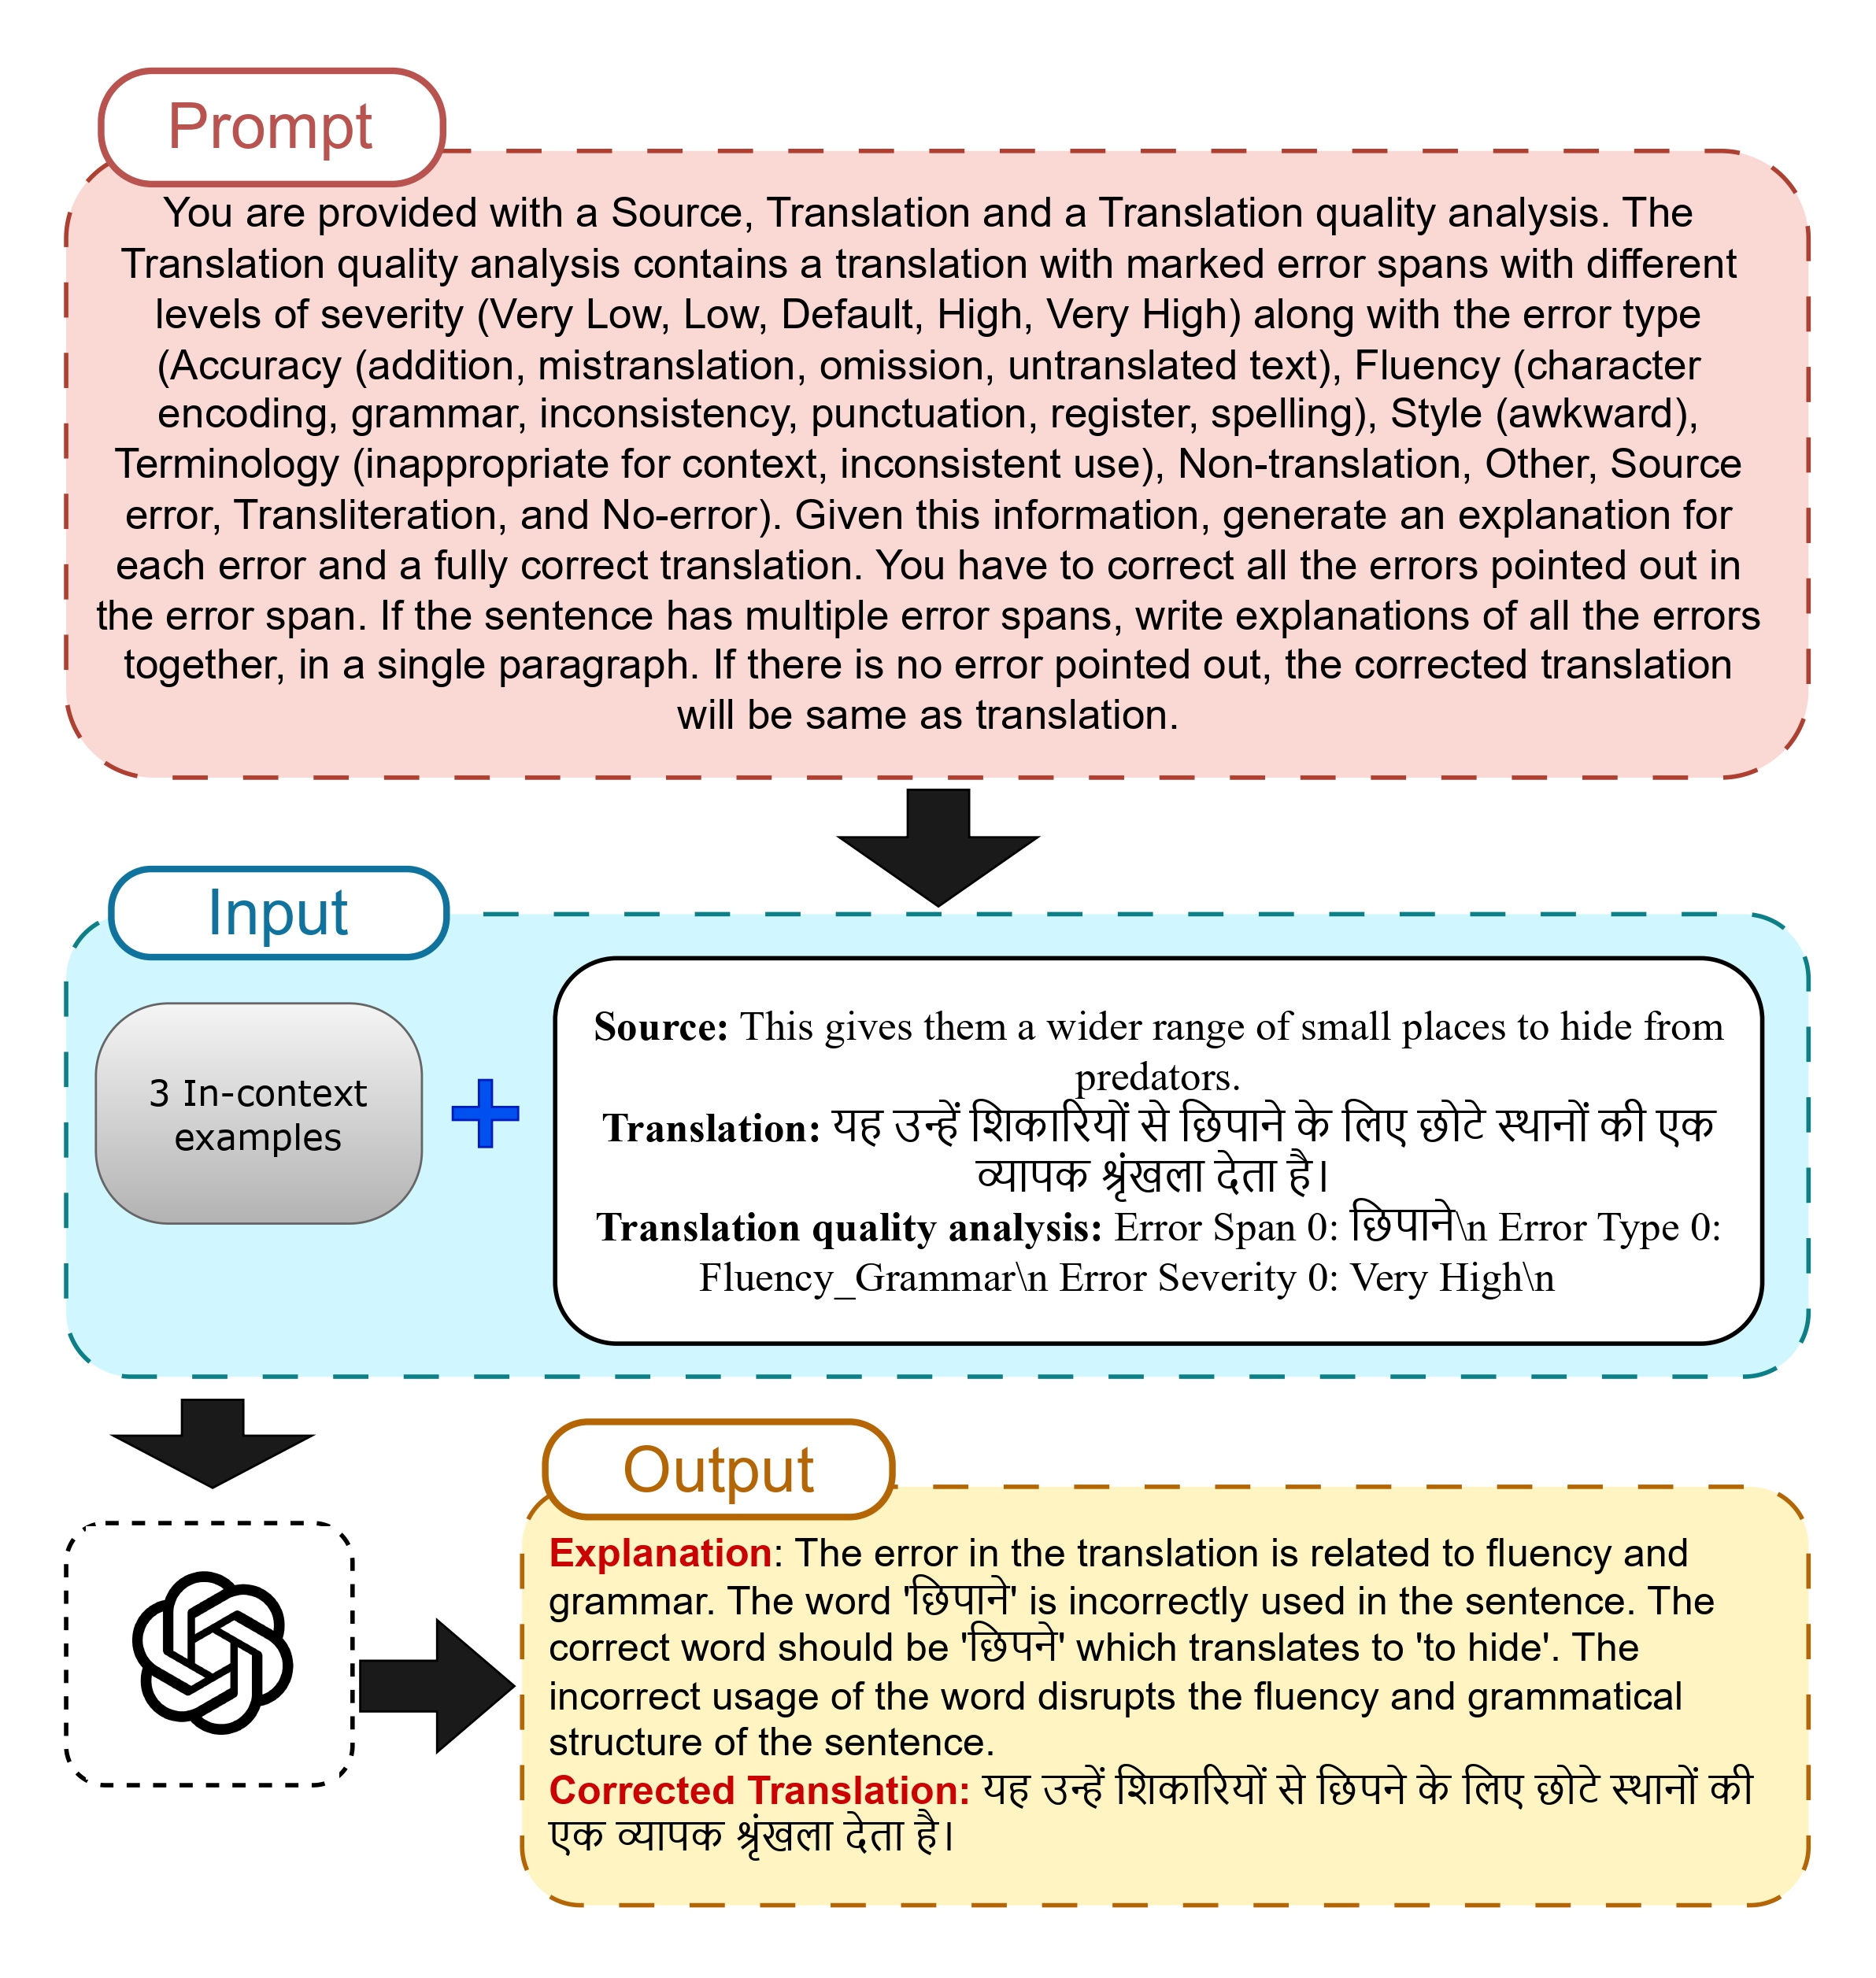 Prompt
You are provided with a Source, Translation and a Translation quality analysis. The
Translation quality analysis contains a translation with marked error spans with different
levels of severity (Very Low, Low, Default, High, Very High) along with the error type
(Accuracy (addition, mistranslation, omission, untranslated text), Fluency (character
encoding, grammar, inconsistency, punctuation, register, spelling), Style (awkward),
Terminology (inappropriate for context, inconsistent use), Non-translation, Other, Source
error, Transliteration, and No-error). Given this information, generate an explanation for
each error and a fully correct translation. You have to correct all the errors pointed out in
the error span. If the sentence has multiple error spans, write explanations of all the errors
together, in a single paragraph. If there is no error pointed out, the corrected translation
will be same as translation.
Input
3 In-context
examples
Source: This gives them a wider range of small places to hide from
predators.
Translation: यह उन्हें शिकारियों से छिपाने के लिए छोटे स्थानों की एक
व्यापक श्रृंखला देता है।
Translation quality analysis: Error Span 0: छिपाने\n Error Type 0:
Fluency_Grammar\n Error Severity 0: Very High\n
Output
Explanation: The error in the translation is related to fluency and
grammar. The word 'छिपाने' is incorrectly used in the sentence. The
correct word should be 'छिपने' which translates to 'to hide'. The
incorrect usage of the word disrupts the fluency and grammatical
structure of the sentence.
Corrected Translation: यह उन्हें शिकारियों से छिपने के लिए छोटे स्थानों की
एक व्यापक श्रृंखला देता है।